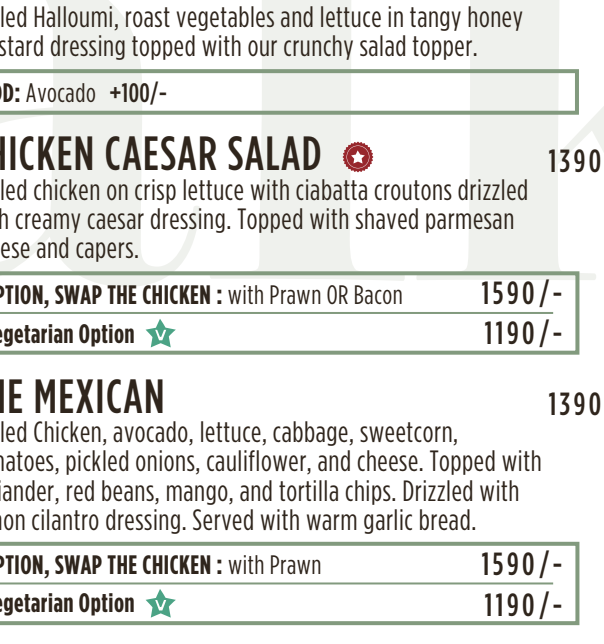 led Halloumi, roast vegetables and lettuce in tangy honey
stard dressing topped with our crunchy salad topper.
DD: Avocado +100/-
HICKEN CAESAR SALAD 1390
led chicken on crisp lettuce with ciabatta croutons drizzled
h creamy caesar dressing. Topped with shaved parmesan
ese and capers.
PTION, SWAP THE CHICKEN : with Prawn OR Bacon 1590/-
egetarian Option V 1190/-
HE MEXICAN 1390
led Chicken, avocado, lettuce, cabbage, sweetcorn,
matoes, pickled onions, cauliflower, and cheese. Topped with
iander, red beans, mango, and tortilla chips. Drizzled with
non cilantro dressing. Served with warm garlic bread.
PTION, SWAP THE CHICKEN : with Prawn 1590/-
egetarian Option V 1190/-